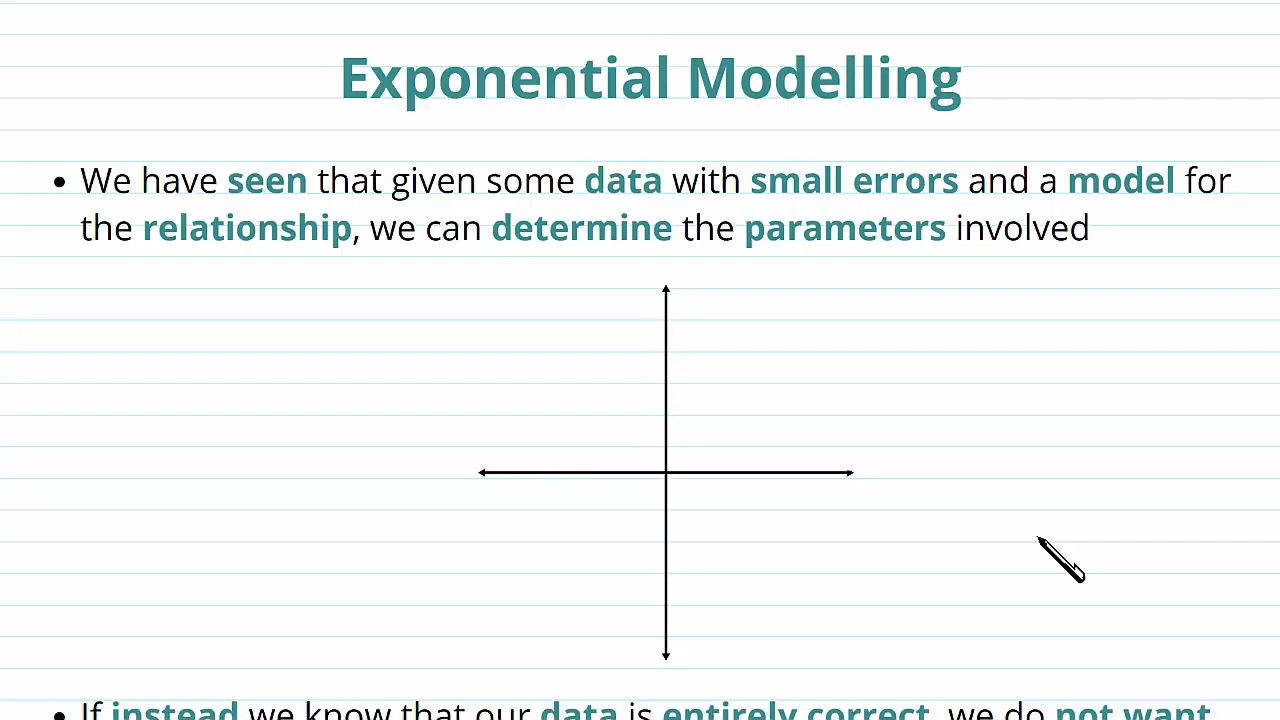 Exponential Modelling
• We have seen that given some data with small errors and a model for
the relationship, we can determine the parameters involved
• If instead we know that our data is entirely correct, we do not want